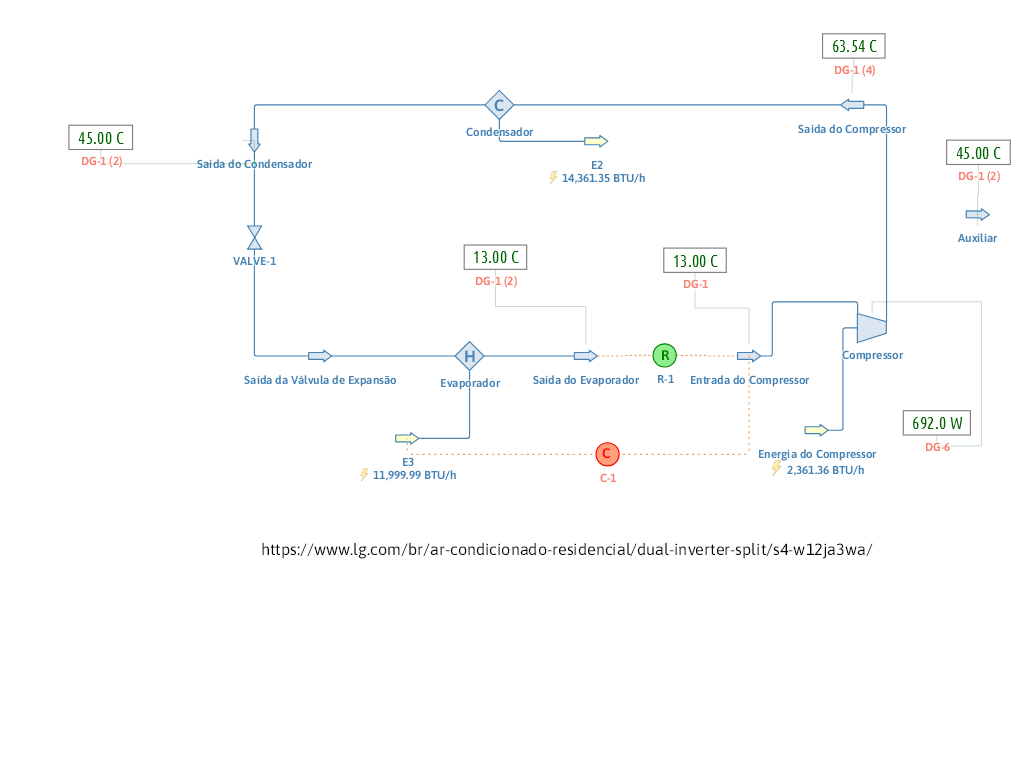 63.54 C
DG-1 (4)
C
Condensador
Saída do Compressor
45.00 C
DG-1 (2)
Saída do Condensador
E2
14,361.35 BTU/h
45.00 C
DG-1 (2)
Auxiliar
VALVE-1
13.00 C
DG-1 (2)
13.00 C
DG-1
H
R
Compressor
Saída da Válvula de Expansão
Evaporador
Saída do Evaporador
R-1
Entrada do Compressor
692.0 W
DG-6
E3
11,999.99 BTU/h
C
C-1
Energia do Compressor
2,361.36 BTU/h
https://www.lg.com/br/ar-condicionado-residencial/dual-inverter-split/s4-w12ja3wa/